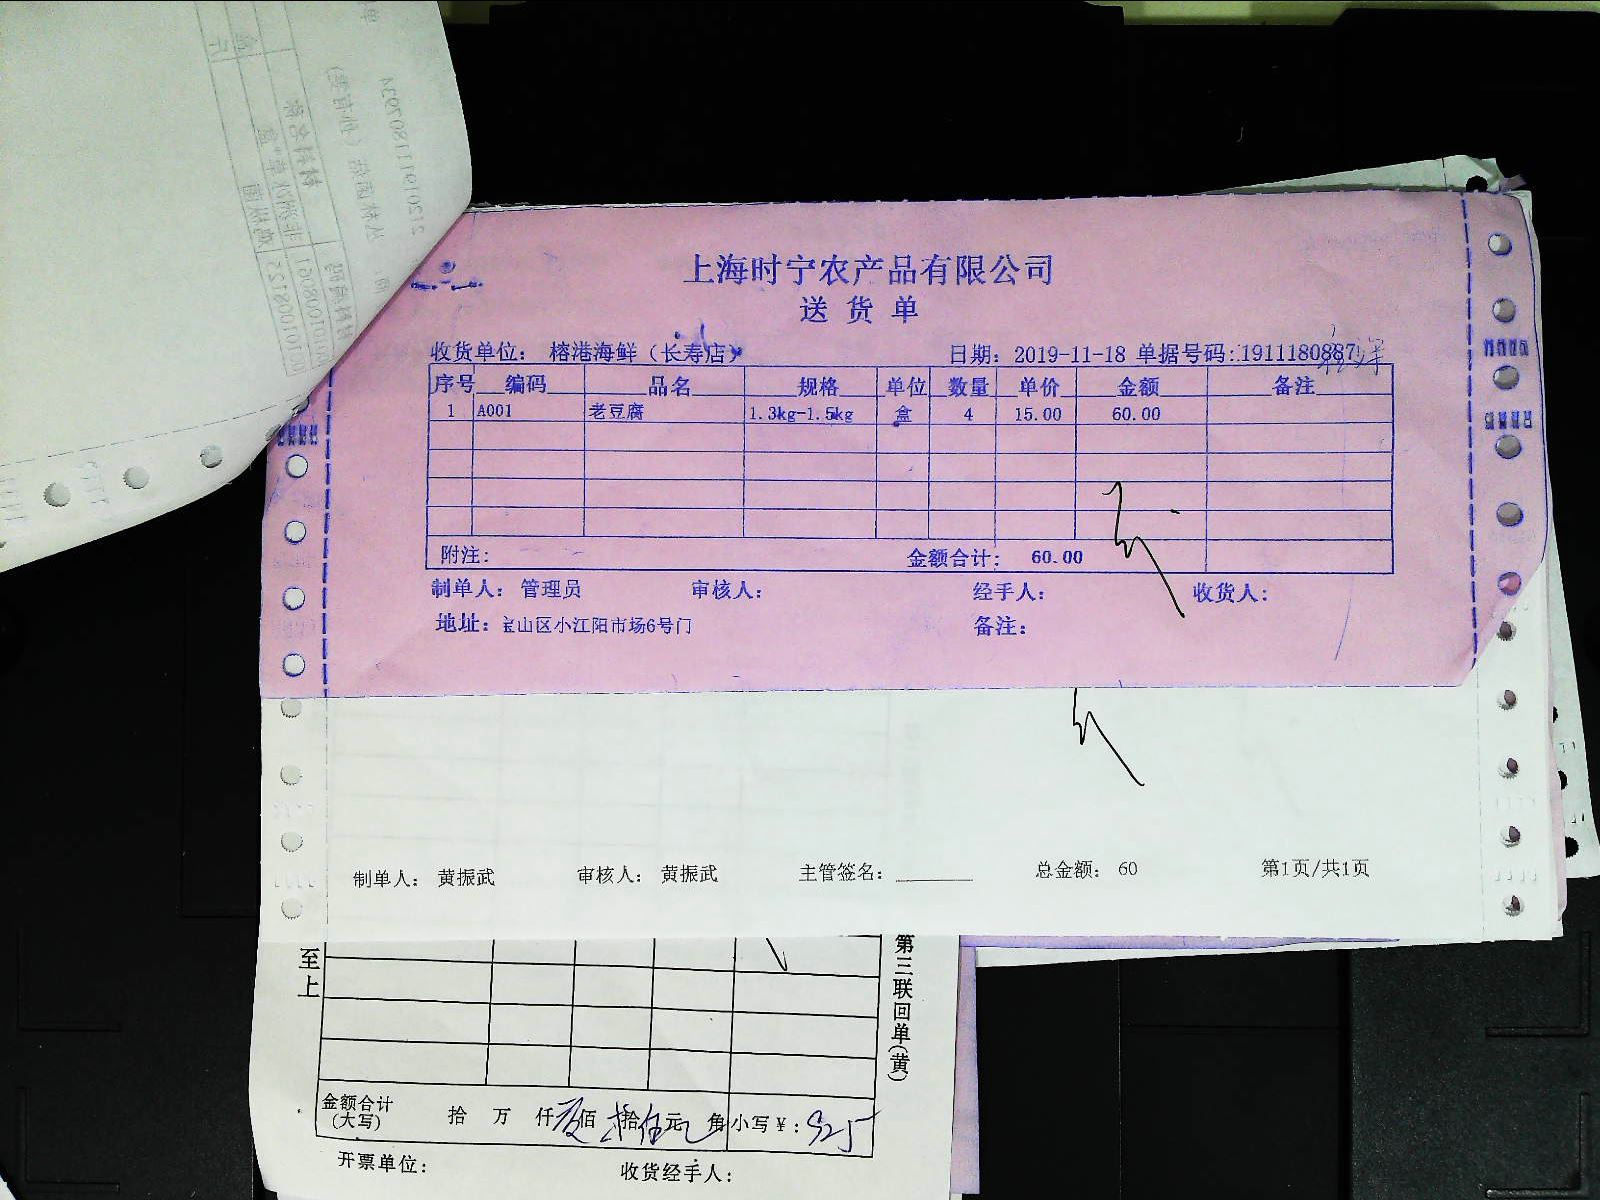 上海时宁农产品有限公司
送货单
收货单位： 榕港海鲜（长寿店） 日期： 2019-11-18 单据号码：1911180887
序号 编码 品名 规格 单位 数量 单价 金额 备注
1 A001 老豆腐 1.3kg-1.5kg 盒 4 15.00 60.00
附注： 金额合计： 60.00
制单人： 管理员 审核人： 经手人： 收货人：
地址：宝山区小江阳市场6号门 备注：
制单人： 黄振武 审核人： 黄振武 主管签名： 总金额： 60 第1页/共1页
至上
第三联回单(黄)
金额合计
(大写) 拾 万 仟 佰 拾 元 角 小写￥: 925
开票单位： 收货经手人：